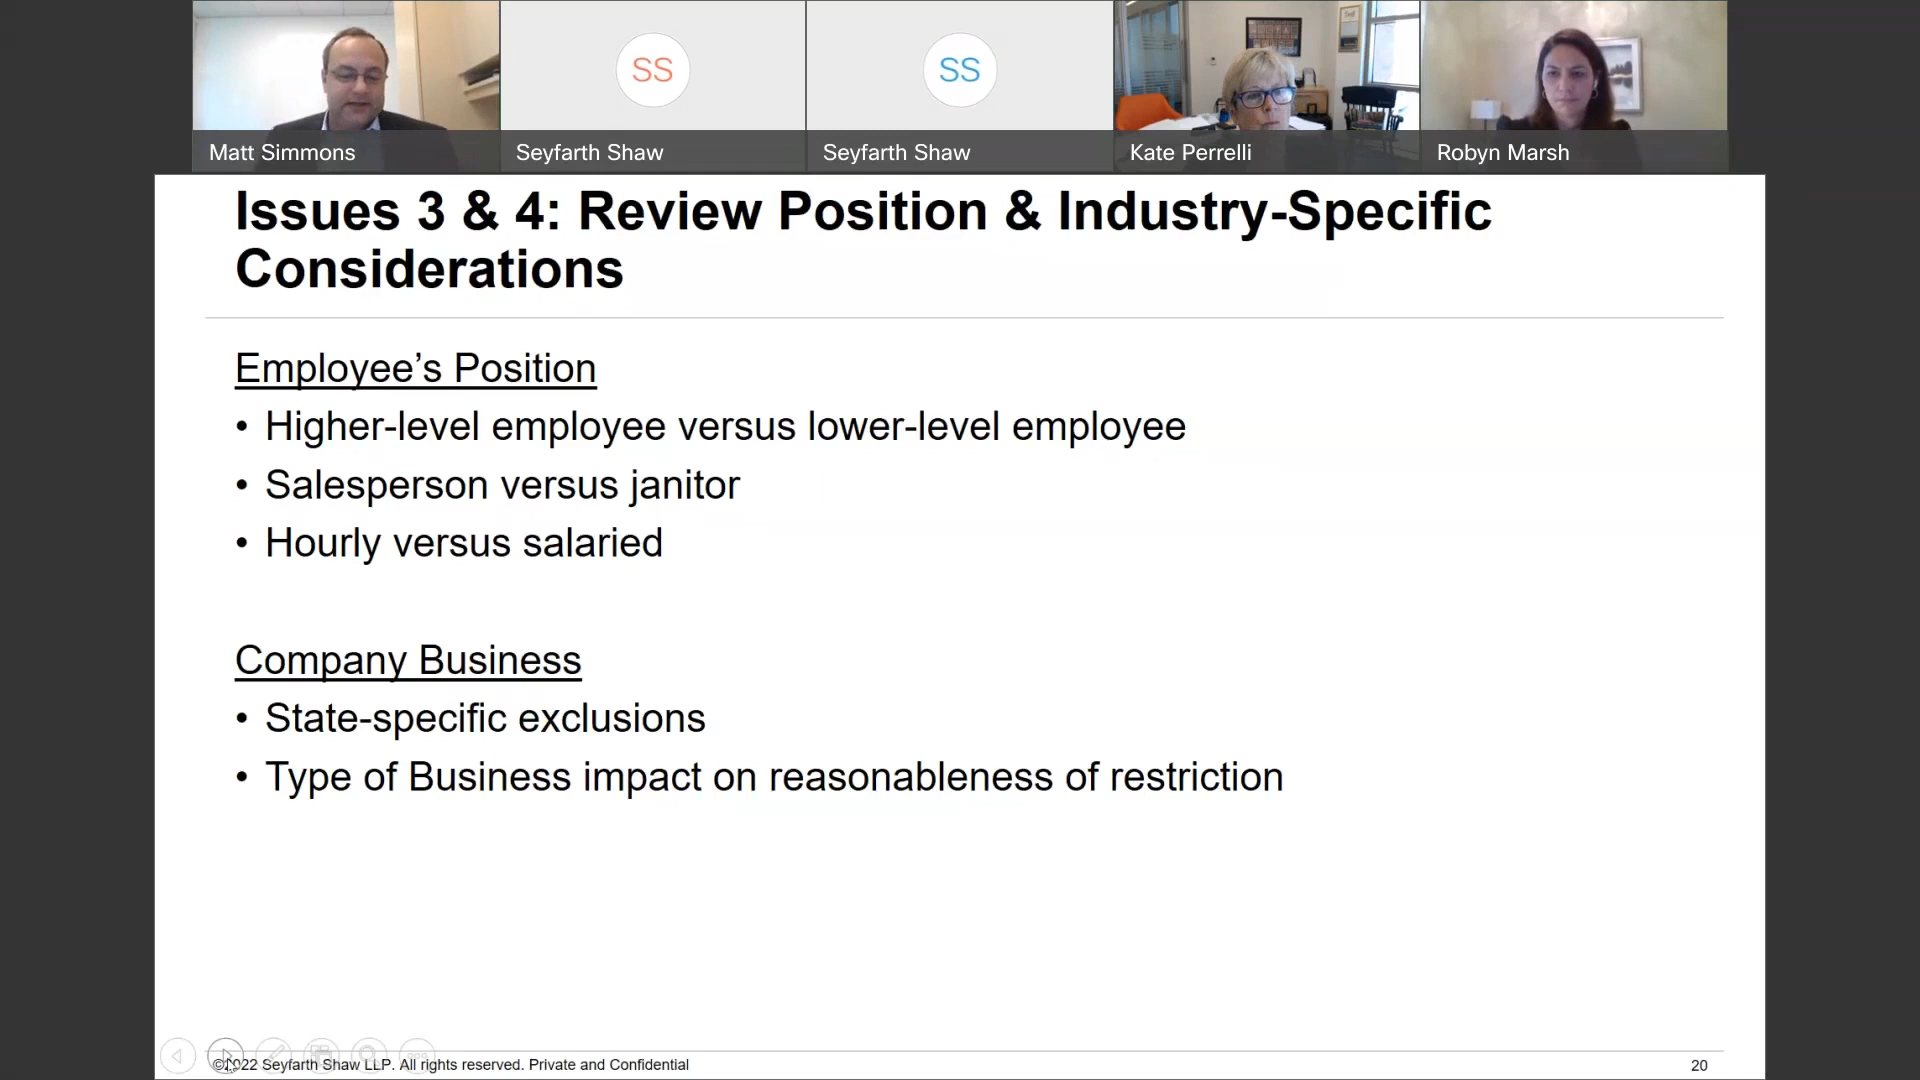 SS
SS
Matt Simmons
Seyfarth Shaw
Seyfarth Shaw
Kate Perrelli
Robyn Marsh
Issues 3 & 4: Review Position & Industry-Specific
Considerations
Employee’s Position
• Higher-level employee versus lower-level employee
• Salesperson versus janitor
• Hourly versus salaried
Company Business
• State-specific exclusions
• Type of Business impact on reasonableness of restriction
©2022 Seyfarth Shaw LLP. All rights reserved. Private and Confidential
20